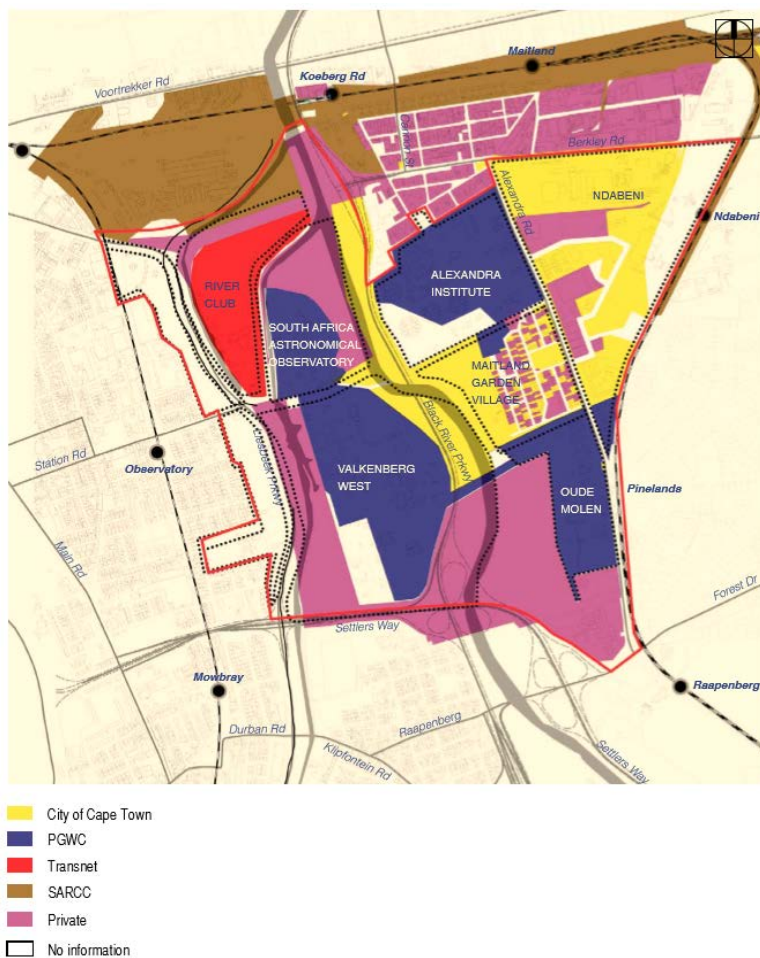 Maitland
Voortrekker Rd
Koeberg Rd
Berkley Rd
Alexandra Rd
NDABENI
Ndabeni
ALEXANDRA
INSTITUTE
RIVER
CLUB
SOUTH AFRICA
ASTRONOMICAL
OBSERVATORY
MAITLAND
GARDEN
VILLAGE
Black River Prkwy
Liesbeek Prkwy
Station Rd
Observatory
VALKENBERG
WEST
OUDE
MOLEN
Pinelands
Main Rd
Forest Dr
Settlers Way
Mowbray
Raapenberg
Raapenberg
Durban Rd
Klipfontein Rd
Settlers Way
City of Cape Town
PGWC
Transnet
SARCC
Private
No information